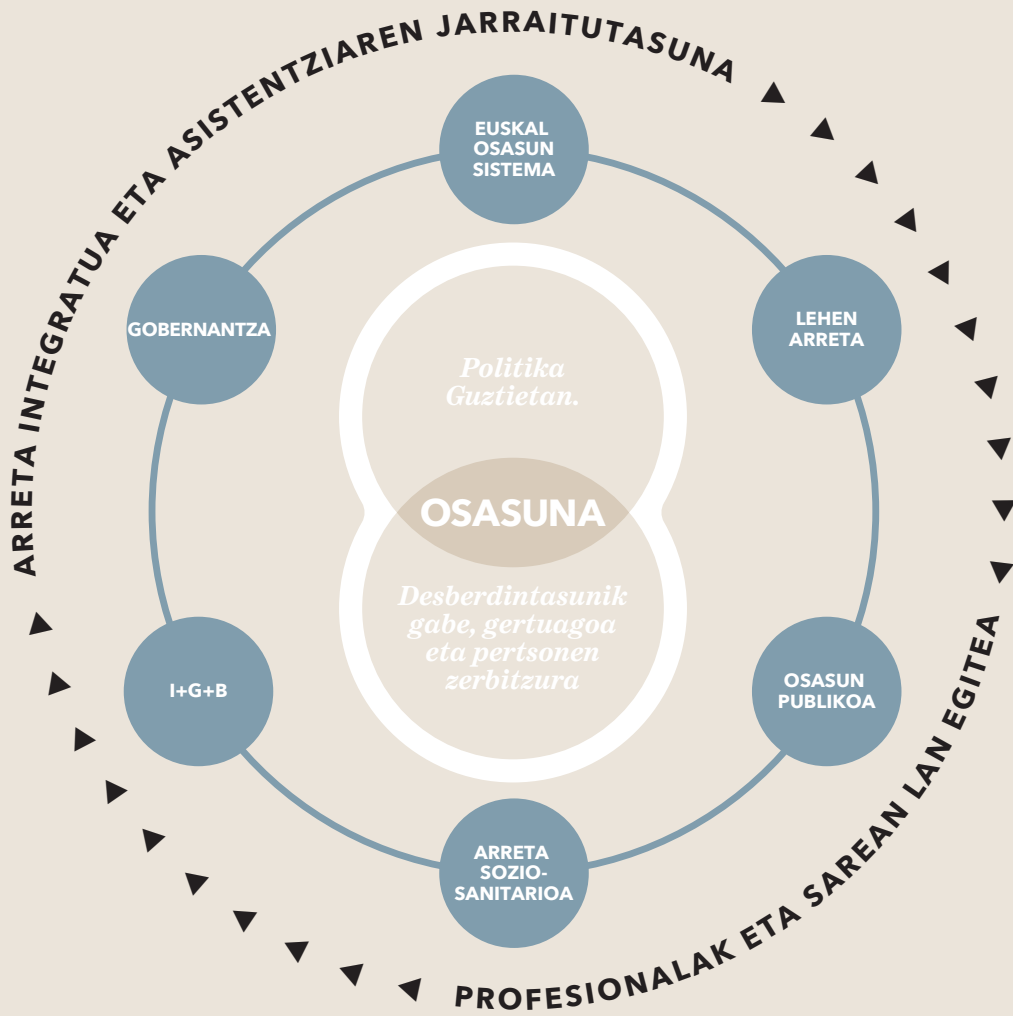 ARRETA INTEGRATUA ETA ASISTENTZIAREN JARRAITUTASUNA
EUSKAL
OSASUN
SISTEMA
GOBERNANTZA
LEHEN
ARRETA
Politika
Guztietan.
OSASUNA
Desberdintasunik
gabe, gertuagoa
eta pertsonen
zerbitzura
I+G+B
OSASUN
PUBLIKOA
ARRETA
SOZIO-
SANITARIOA
PROFESIONALAK ETA SAREAN LAN EGITEA